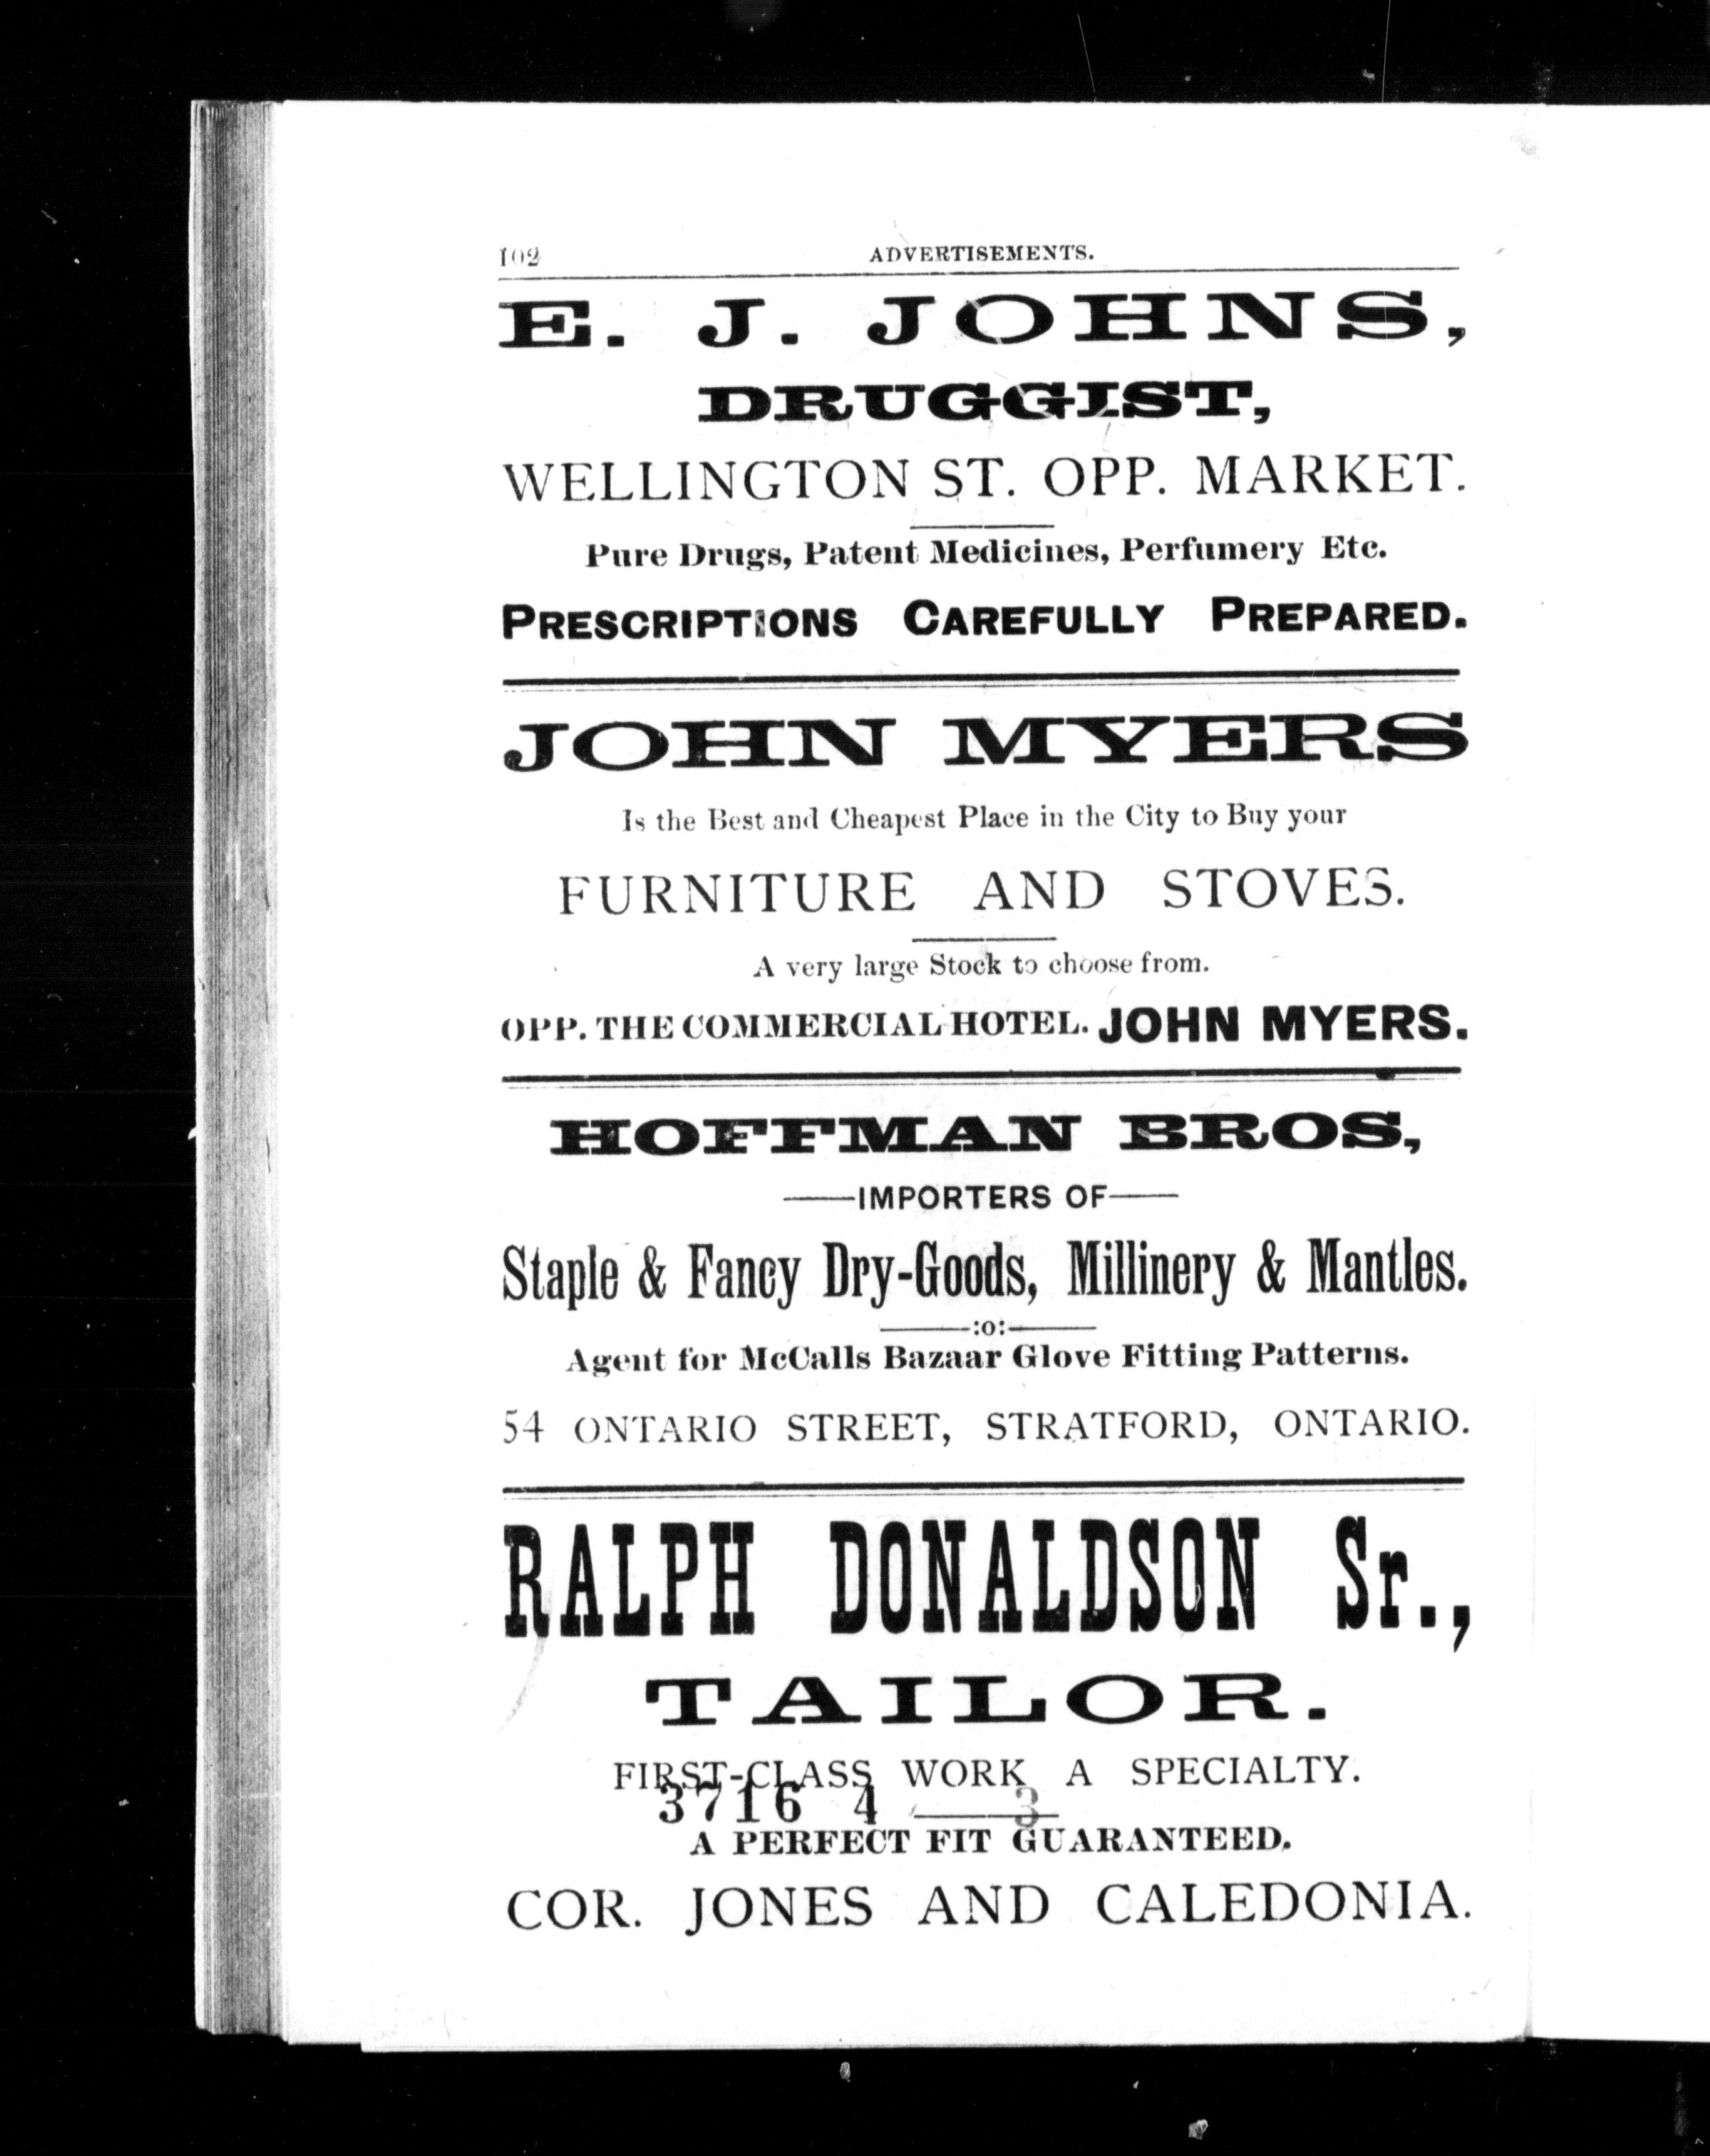 102 ADVERTISEMENTS.
E. J. JOHNS,
DRUGGIST,
WELLINGTON ST. OPP. MARKET.
Pure Drugs, Patent Medicines, Perfumery Etc.
PRESCRIPTIONS CAREFULLY PREPARED.
JOHN MYERS
Is the Best and Cheapest Place in the City to Buy your
FURNITURE AND STOVES.
A very large Stock to choose from.
OPP. THE COMMERCIAL HOTEL. JOHN MYERS.
HOFFMAN BROS,
——IMPORTERS OF——
Staple & Fancy Dry-Goods, Millinery & Mantles.
———:o:———
Agent for McCalls Bazaar Glove Fitting Patterns.
54 ONTARIO STREET, STRATFORD, ONTARIO.
RALPH DONALDSON Sr.,
TAILOR.
FIRST-CLASS WORK A SPECIALTY.
3716 4 3
A PERFECT FIT GUARANTEED.
COR. JONES AND CALEDONIA.